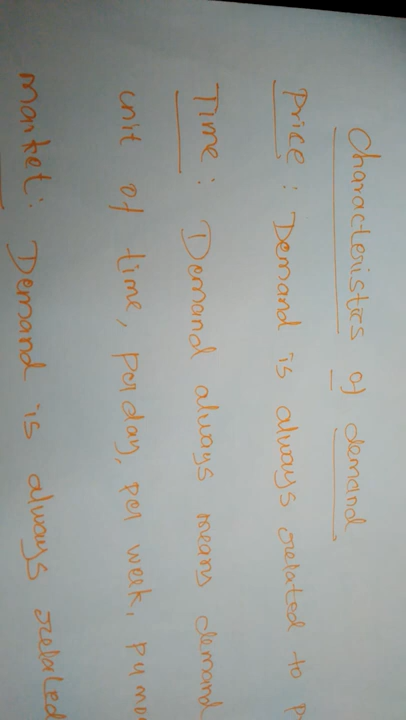 Characteristics of demand
Price : Demand is always related to
Time : Demand always means demand
unit of time, per day, per week,
market : Demand is always related